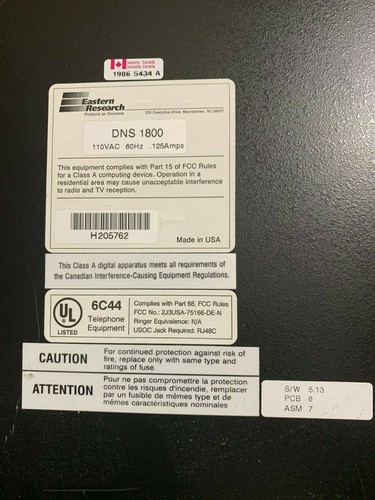 Industry Canada
Industrie Canada
1986 5434 A
Eastern
Research
Products as Solutions
225 Executive Drive, Moorestown, NJ 08057
DNS 1800
110VAC 60Hz .125Amps
This equipment complies with Part 15 of FCC Rules
for a Class A computing device. Operation in a
residential area may cause unacceptable interference
to radio and TV reception.
H205762
Made in USA
This Class A digital apparatus meets all requirements of
the Canadian Interference-Causing Equipment Regulations.
UL
LISTED
6C44
Telephone
Equipment
Complies with Part 68, FCC Rules
FCC No.: 2J3USA-75166-DE-N
Ringer Equivalence: N/A
USOC Jack Required: RJ48C
CAUTION
For continued protection against risk of
fire, replace only with same type and
ratings of fuse.
ATTENTION
Pour ne pas compromettre la protection
contre les risques d'incendie, remplacer
par un fusible de mêmes type et de
mêmes caractéristiques nominales
S/W 5.13
PCB 6
ASM 7